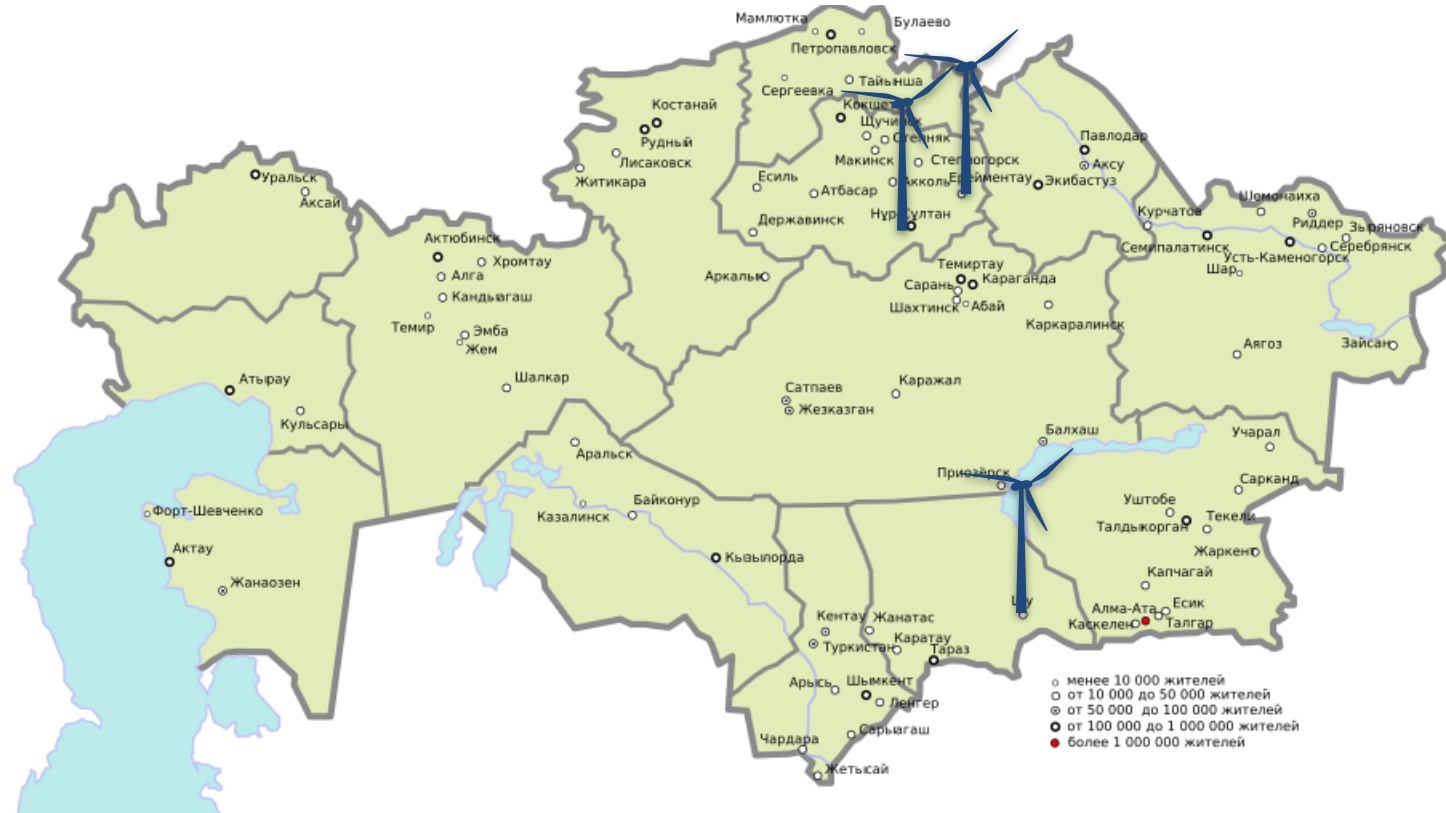 Мамлютка
Булаево
Петропавловск
Сергеевка
Тайынша
Костанай
Рудный
Лисаковск
Житикара
Кокшет
Щучинск
Степняк
Макинск
Степногорск
Есиль
Атбасар
Акколь
Ерейментау
Державинск
Нұр-Сұлтан
Павлодар
Аксу
Экибастуз
Уральск
Аксай
Курчатов
Шемонаиха
Риддер
Зыряновск
Семипалатинск
Серебрянск
Усть-Каменогорск
Шар
Актюбинск
Хромтау
Алга
Кандыагаш
Темир
Эмба
Жем
Шалкар
Аркалык
Темиртау
Сарань
Караганда
Шахтинск
Абай
Каркаралинск
Аягоз
Зайсан
Атырау
Кульсары
Сатпаев
Жезказган
Каражал
Балхаш
Учарал
Аральск
Приозёрск
Сарканд
Казалинск
Байконур
Уштобе
Талдыкорган
Текели
Форт-Шевченко
Актау
Жанаозен
Кызылорда
Жаркент
Капчагай
Алма-Ата
Есик
Каскелен
Талгар
Кентау
Жанатас
Туркистан
Каратау
Тараз
Арысь
Шымкент
Ленгер
Чардара
Сарыагаш
Жетысай
менее 10 000 жителей
от 10 000 до 50 000 жителей
от 50 000 до 100 000 жителей
от 100 000 до 1 000 000 жителей
более 1 000 000 жителей